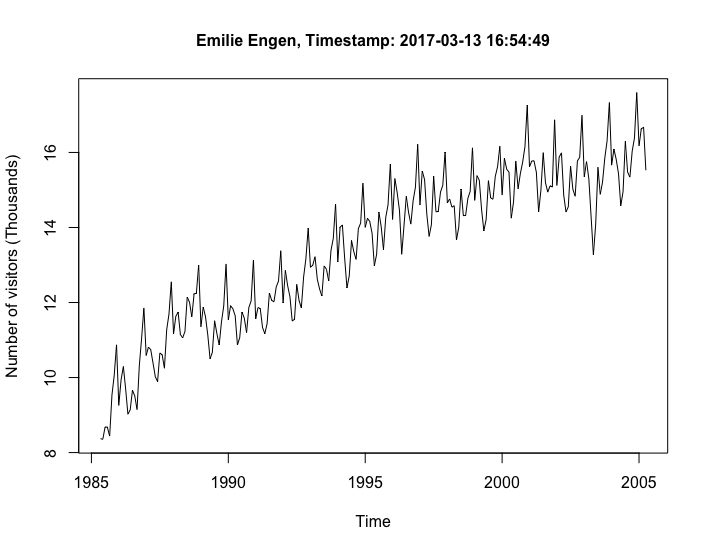 Emilie Engen, Timestamp: 2017-03-13 16:54:49
Number of visitors (Thousands)
16
14
12
10
8
1985 1990 1995 2000 2005
Time